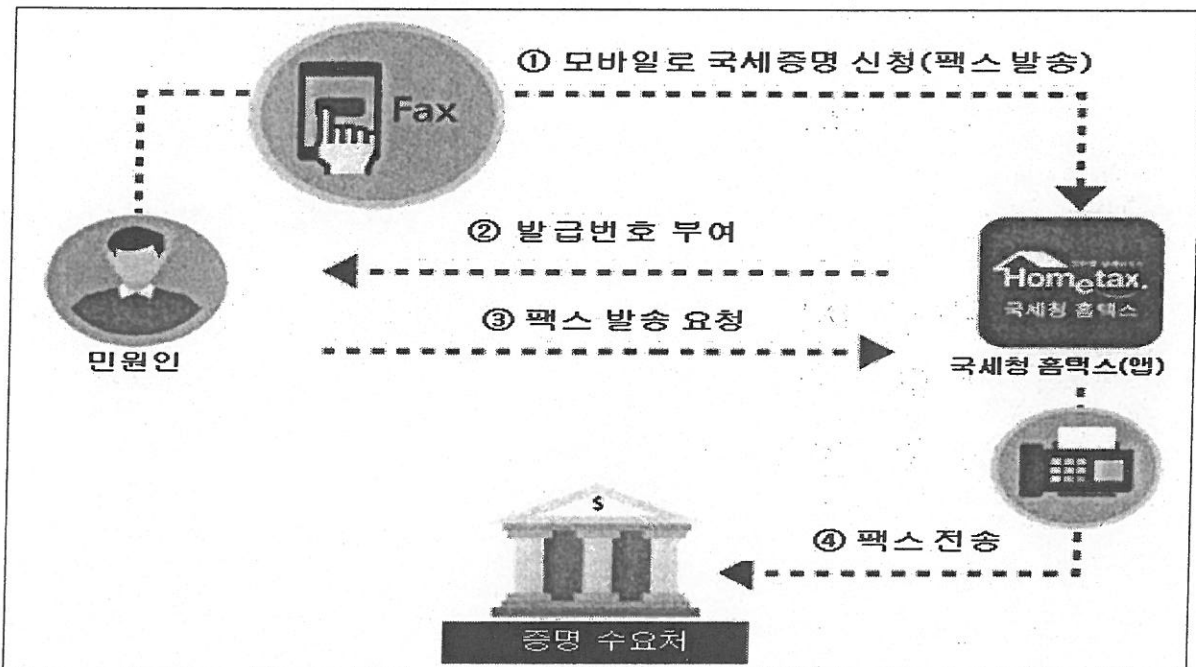 ① 모바일로 국세증명 신청(팩스 발송)
Fax
② 발급번호 부여
Hometax.
국세청 홈택스
③ 팩스 발송 요청
민원인
국세청 홈택스(앱)
$
④ 팩스 전송
증명 수요처